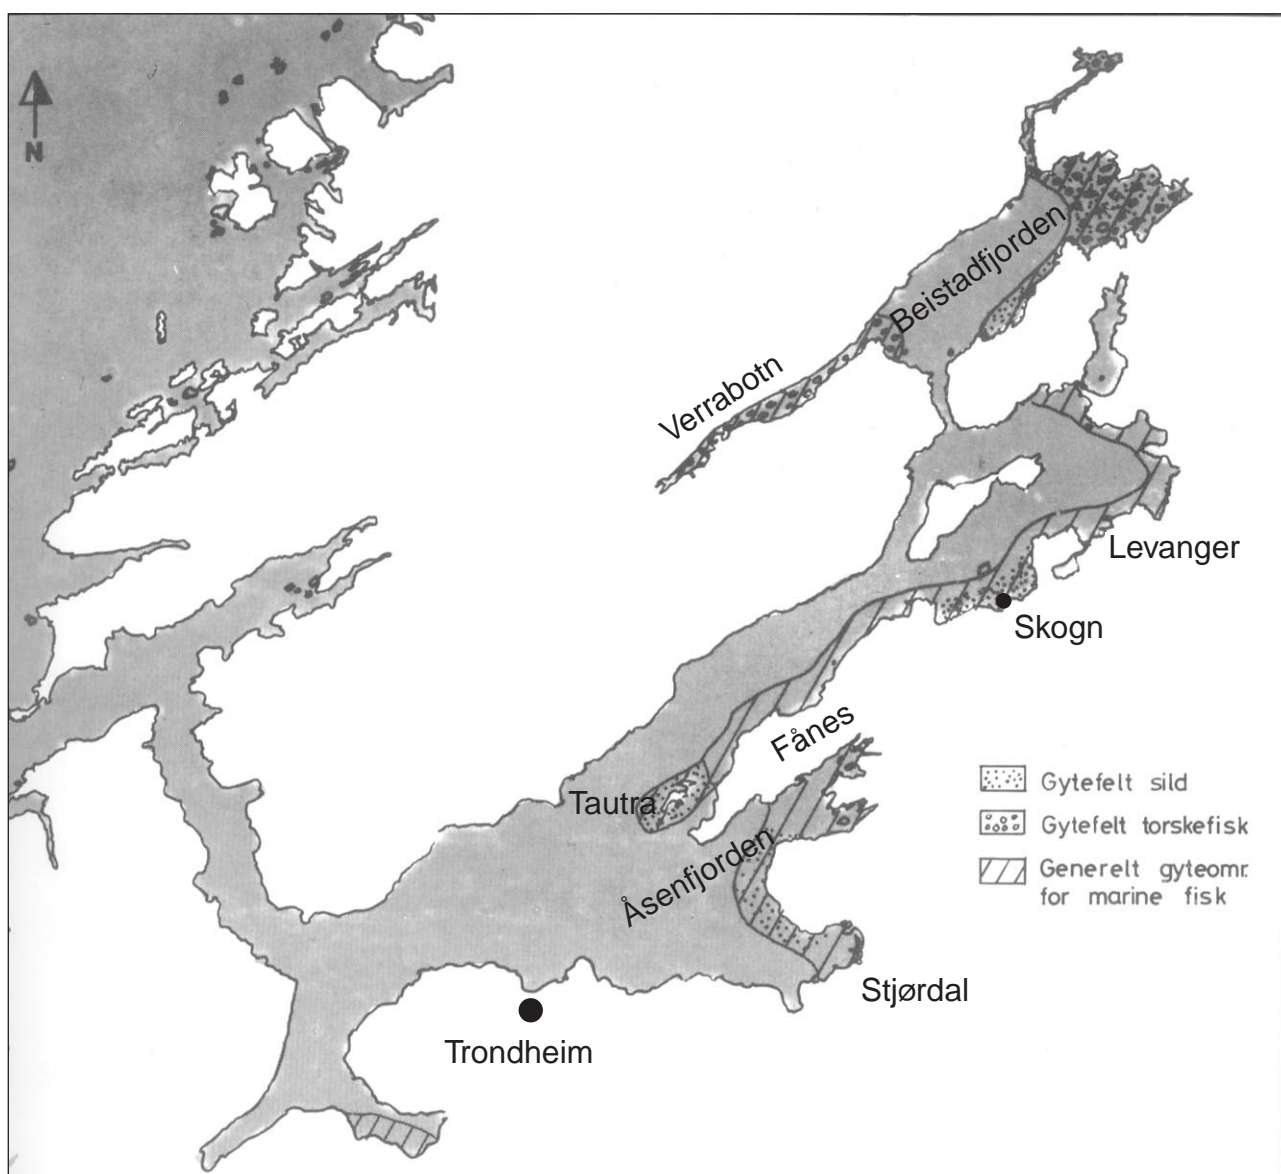 N
Beistadfjorden
Verrabotn
Levanger
Skogn
Fånes
Tautra
Gytefelt sild
Gytefelt torskefisk
Generelt gyteomr.
for marine fisk
Åsenfjorden
Stjørdal
Trondheim